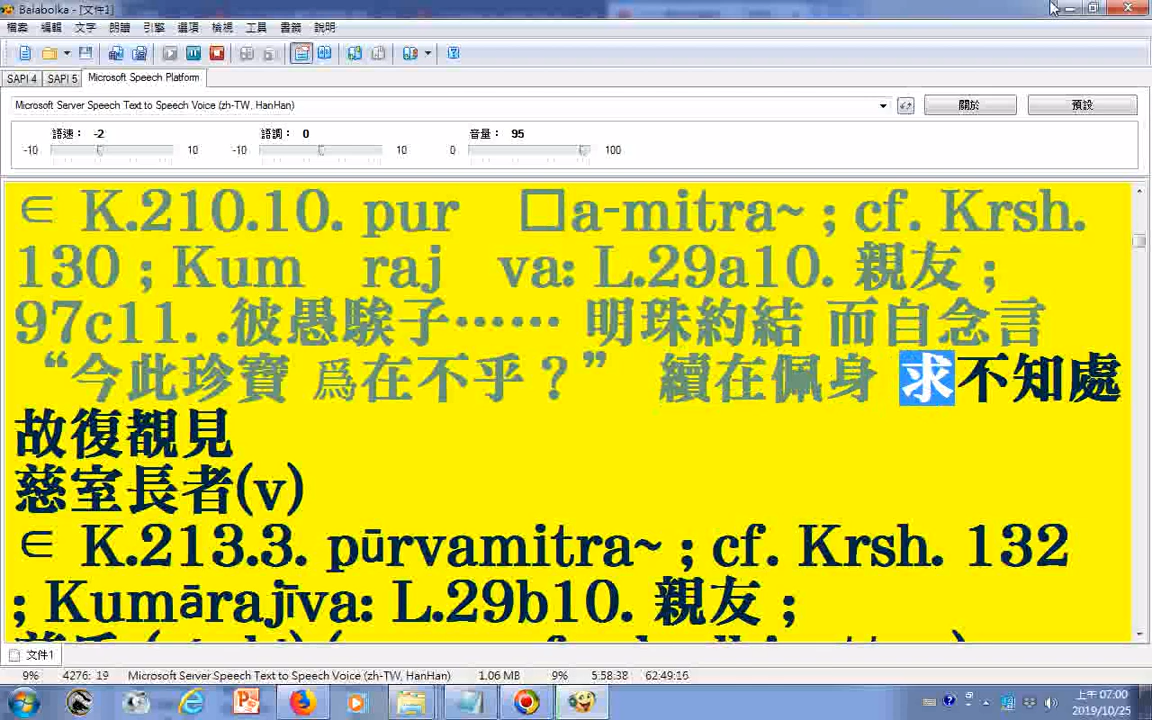 Balabolka - [文件1]
檔案 編輯 文字 朗讀 引擎 選項 檢視 工具 書籤 說明
SAPI 4 SAPI 5 Microsoft Speech Platform
Microsoft Server Speech Text to Speech Voice (zh-TW, HanHan) 關於 預設
語速： -2 語調： 0 音量： 95
-10 10 -10 10 0 100
∈ K.210.10. pur □a-mitra~ ; cf. Krsh.
130 ; Kum raj va: L.29a10. 親友 ;
97c11. .彼愚騃子…… 明珠約結 而自念言
“今此珍寶 爲在不乎？” 續在佩身 求不知處
故復覩見
慈室長者(v)
∈ K.213.3. pūrvamitra~ ; cf. Krsh. 132
; Kumārajīva: L.29b10. 親友 ;
文件1
9% 4276: 19 Microsoft Server Speech Text to Speech Voice (zh-TW, HanHan) 1.06 MB 9% 5:58:38 62:49:16
上午 07:00
2019/10/25